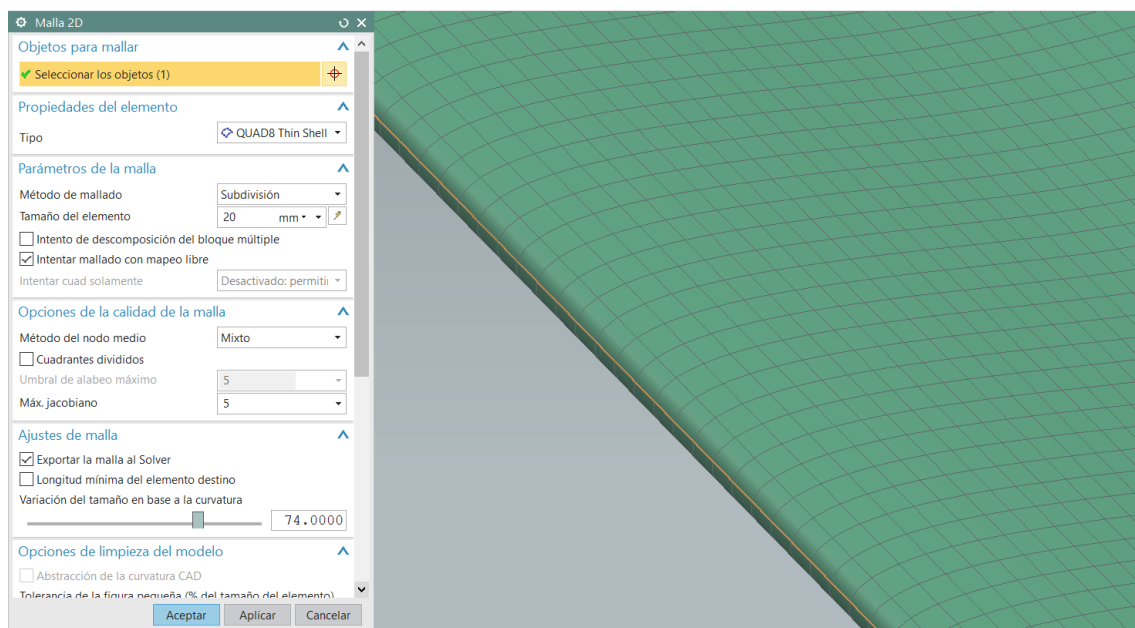 Malla 2D
Objetos para mallar
Seleccionar los objetos (1)
Propiedades del elemento
Tipo QUAD8 Thin Shell
Parámetros de la malla
Método de mallado Subdivisión
Tamaño del elemento 20 mm
Intento de descomposición del bloque múltiple
Intentar mallado con mapeo libre
Intentar cuad solamente Desactivado: permiti
Opciones de la calidad de la malla
Método del nodo medio Mixto
Cuadrantes divididos
Umbral de alabeo máximo 5
Máx. jacobiano 5
Ajustes de malla
Exportar la malla al Solver
Longitud mínima del elemento destino
Variación del tamaño en base a la curvatura
74.0000
Opciones de limpieza del modelo
Abstracción de la curvatura CAD
Tolerancia de la figura pequeña (% del tamaño del elemento)
Aceptar Aplicar Cancelar